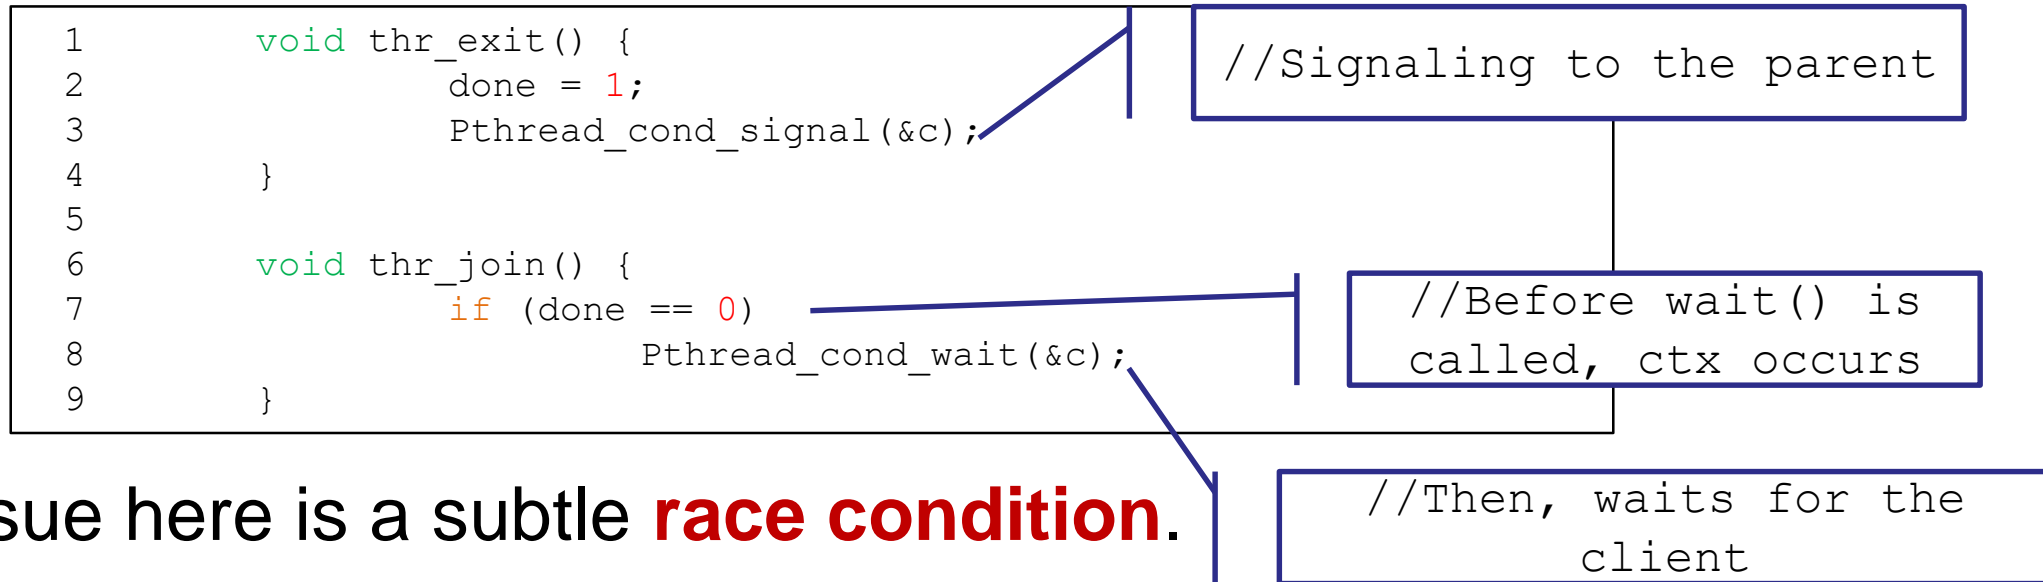 1 void thr_exit() {
2 done = 1;
3 Pthread_cond_signal(&c);
4 }
5
6 void thr_join() {
7 if (done == 0)
8 Pthread_cond_wait(&c);
9 }
//Signaling to the parent
//Before wait() is
called, ctx occurs
//Then, waits for the
client
sue here is a subtle race condition.